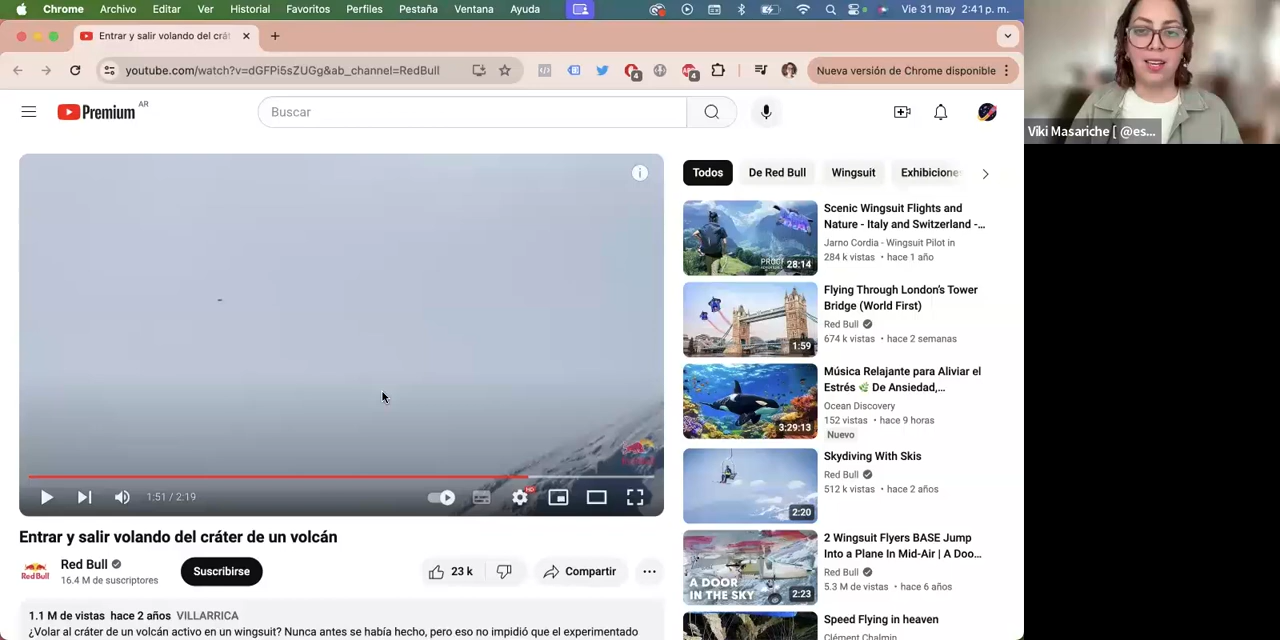 Chrome Archivo Editar Ver Historial Favoritos Perfiles Pestaña Ventana Ayuda Vie 31 may 2:41 p. m.
Entrar y salir volando del crát
youtube.com/watch?v=dGFPi5sZUGg&ab_channel=RedBull
4
4
Nueva versión de Chrome disponible
Premium AR
Buscar
Viki Masariche [ @es...
Todos De Red Bull Wingsuit Exhibicione
Scenic Wingsuit Flights and
Nature - Italy and Switzerland -...
Jarno Cordia - Wingsuit Pilot in
284 k vistas • hace 1 año
28:14
Flying Through London's Tower
Bridge (World First)
Red Bull
674 k vistas • hace 2 semanas
1:59
Música Relajante para Aliviar el
Estrés 🌿 De Ansiedad,...
Ocean Discovery
152 vistas • hace 9 horas
Nuevo
3:29:13
Skydiving With Skis
Red Bull
512 k vistas • hace 2 años
2:20
2 Wingsuit Flyers BASE Jump
Into a Plane In Mid-Air | A Doo...
Red Bull
5.3 M de vistas • hace 6 años
A DOOR
IN THE SKY
2:23
Speed Flying in heaven
Clément Chalmin
1:51 / 2:19
HD
Entrar y salir volando del cráter de un volcán
Red Bull
16.4 M de suscriptores
Suscribirse
23 k
Compartir
1.1 M de vistas hace 2 años VILLARRICA
¿Volar al cráter de un volcán activo en un wingsuit? Nunca antes se había hecho, pero eso no impidió que el experimentado